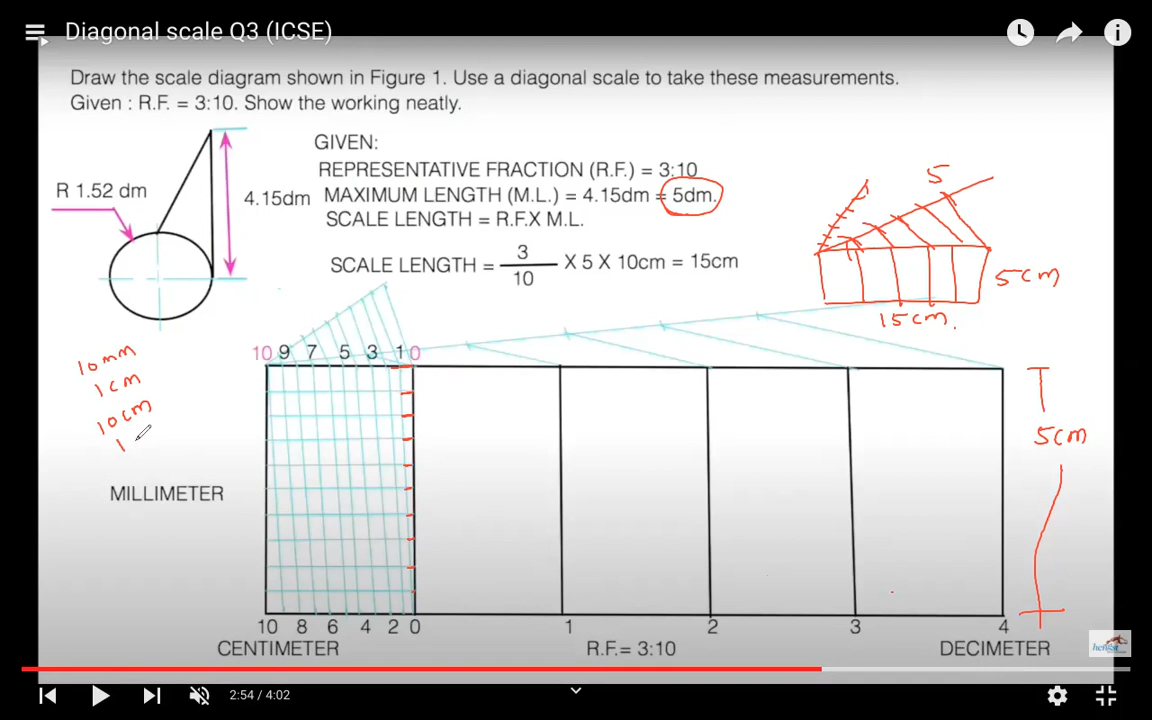 Diagonal scale Q3 (ICSE)
Draw the scale diagram shown in Figure 1. Use a diagonal scale to take these measurements.
Given : R.F. = 3:10. Show the working neatly.
GIVEN:
REPRESENTATIVE FRACTION (R.F.) = 3:10
R 1.52 dm
4.15dm
MAXIMUM LENGTH (M.L.) = 4.15dm = 5dm.
SCALE LENGTH = R.F.X M.L.
SCALE LENGTH = 3/10 X 5 X 10cm = 15cm
5
5cm
15cm.
10 9 7 5 3 1 0
10mm
1cm
10cm
1
5cm
MILLIMETER
10 8 6 4 2 0 1 2 3 4
CENTIMETER R.F.= 3:10 DECIMETER
2:54 / 4:02